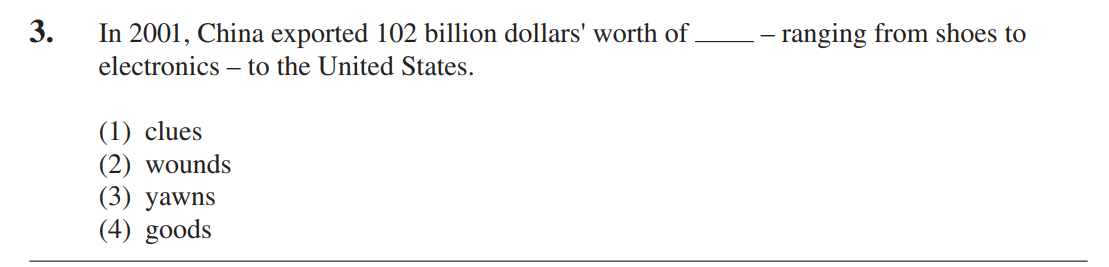 3. In 2001, China exported 102 billion dollars' worth of _____ – ranging from shoes to
electronics – to the United States.
(1) clues
(2) wounds
(3) yawns
(4) goods